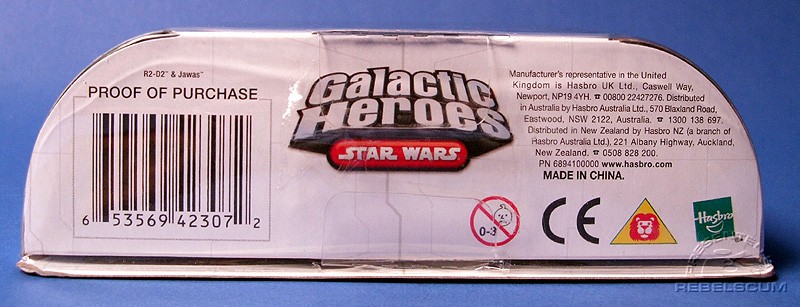 R2-D2™ & Jawas™
PROOF OF PURCHASE
6 53569 42307 2
Galactic
Heroes
STAR WARS
Manufacturer's representative in the United
Kingdom is Hasbro UK Ltd., Caswell Way,
Newport, NP19 4YH. ☎ 00800 22427276. Distributed
in Australia by Hasbro Australia Ltd., 570 Blaxland Road,
Eastwood, NSW 2122, Australia. ☎ 1300 138 697.
Distributed in New Zealand by Hasbro NZ (a branch of
Hasbro Australia Ltd.), 221 Albany Highway, Auckland,
New Zealand. ☎ 0508 828 200.
PN 6894100000 www.hasbro.com
MADE IN CHINA.
0-3
CE
Hasbro
REBELSCUM